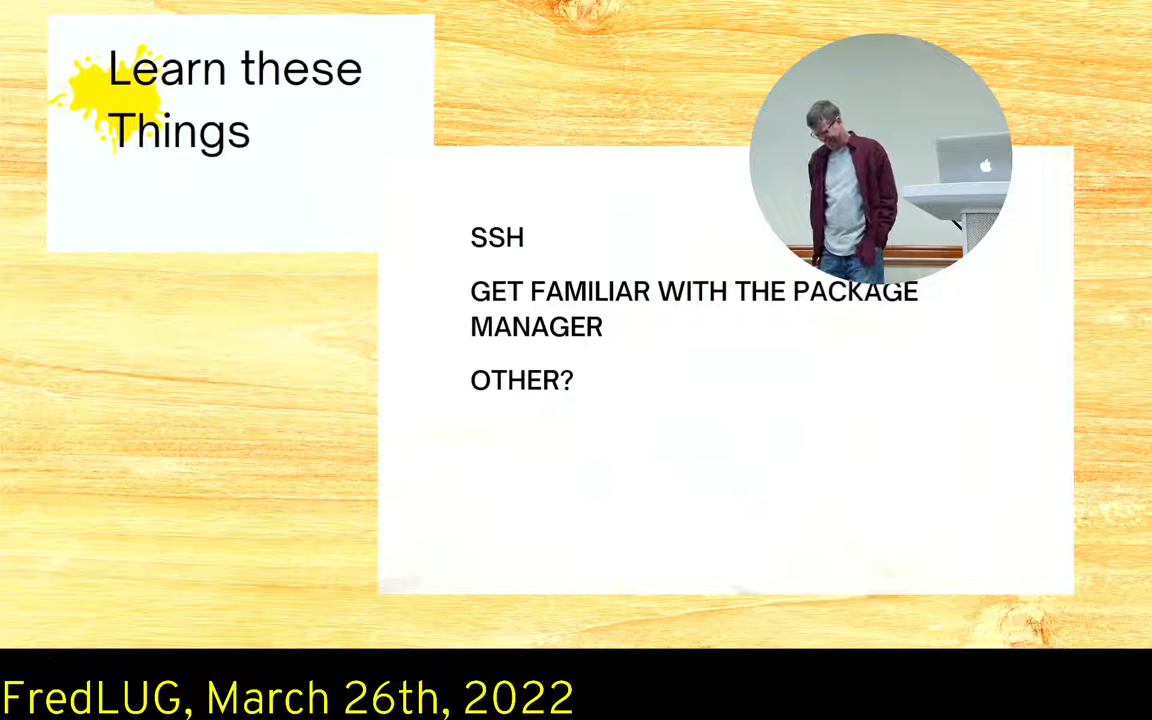 Learn these
Things
SSH
GET FAMILIAR WITH THE PACKAGE
MANAGER
OTHER?
FredLUG, March 26th, 2022